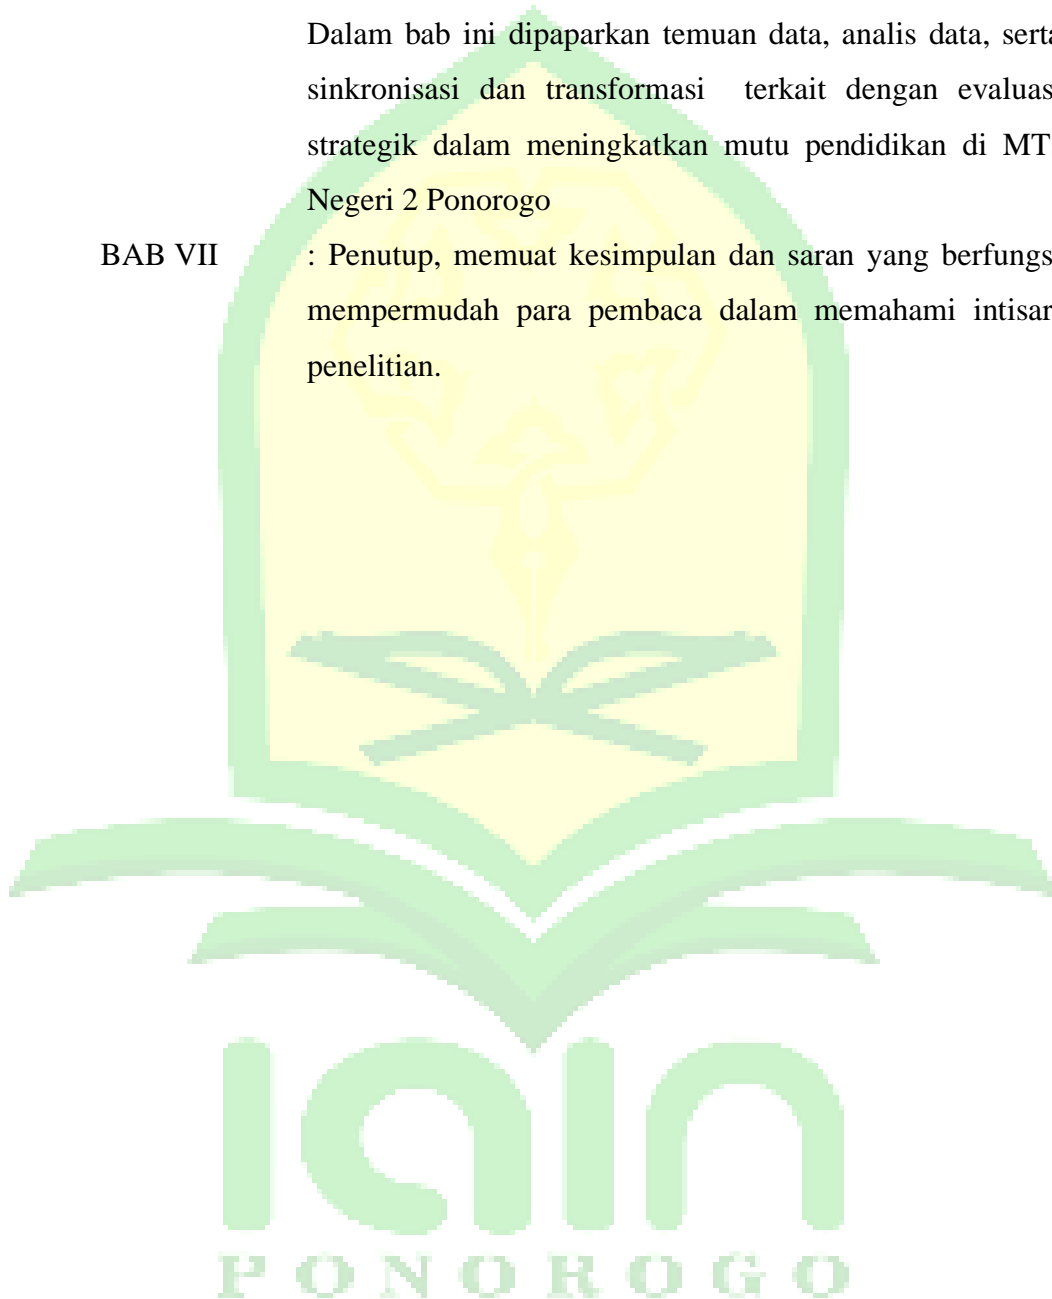 Dalam bab ini dipaparkan temuan data, analis data, serta
sinkronisasi dan transformasi terkait dengan evaluas
strategik dalam meningkatkan mutu pendidikan di MT
Negeri 2 Ponorogo
BAB VII : Penutup, memuat kesimpulan dan saran yang berfungs
mempermudah para pembaca dalam memahami intisar
penelitian.
iain
PONOROGO